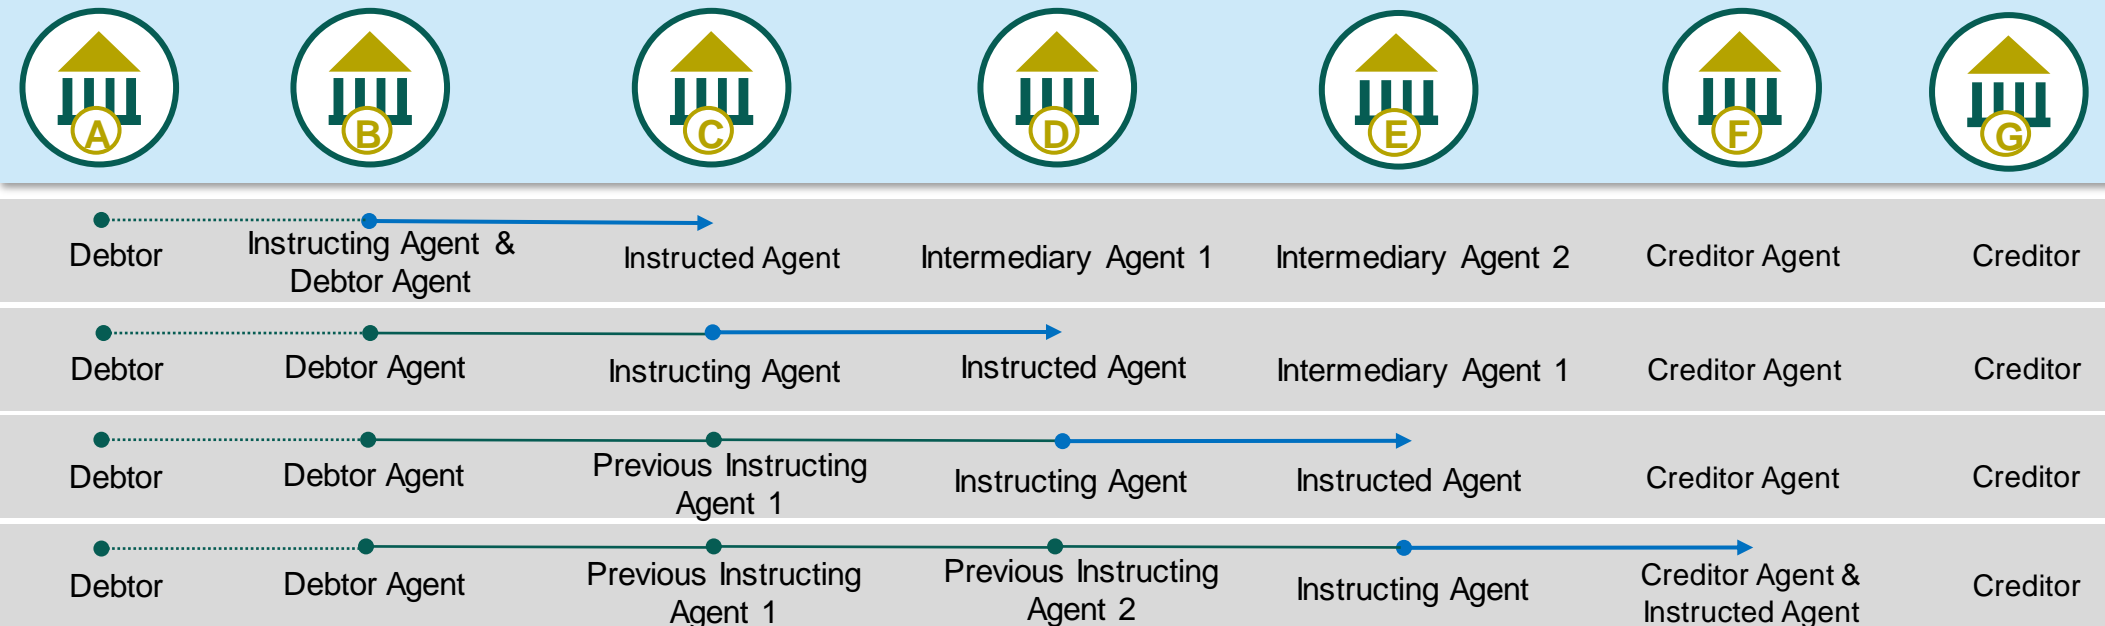 A B C D E F G
Debtor
Instructing Agent &
Debtor Agent
Instructed Agent
Intermediary Agent 1
Intermediary Agent 2
Creditor Agent
Creditor
Debtor
Debtor Agent
Instructing Agent
Instructed Agent
Intermediary Agent 1
Creditor Agent
Creditor
Debtor
Debtor Agent
Previous Instructing
Agent 1
Instructing Agent
Instructed Agent
Creditor Agent
Creditor
Debtor
Debtor Agent
Previous Instructing
Agent 1
Previous Instructing
Agent 2
Instructing Agent
Creditor Agent &
Instructed Agent
Creditor